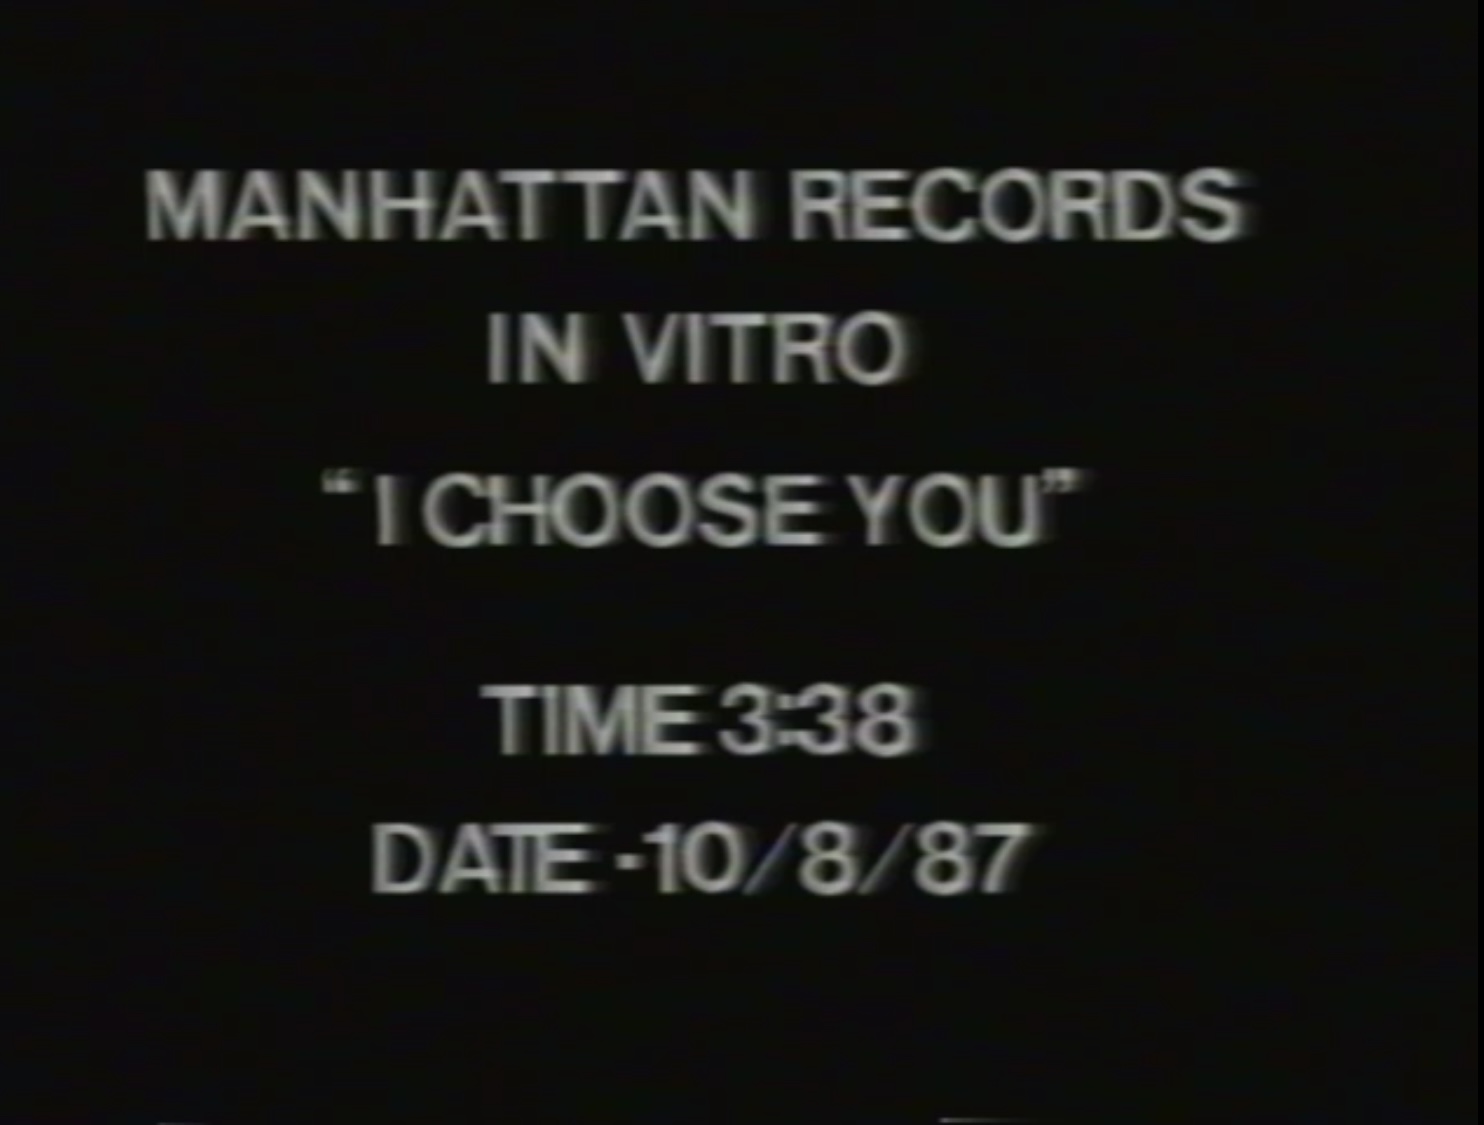 MANHATTAN RECORDS
IN VITRO
“I CHOOSE YOU”
TIME 3:38
DATE -10/8/87